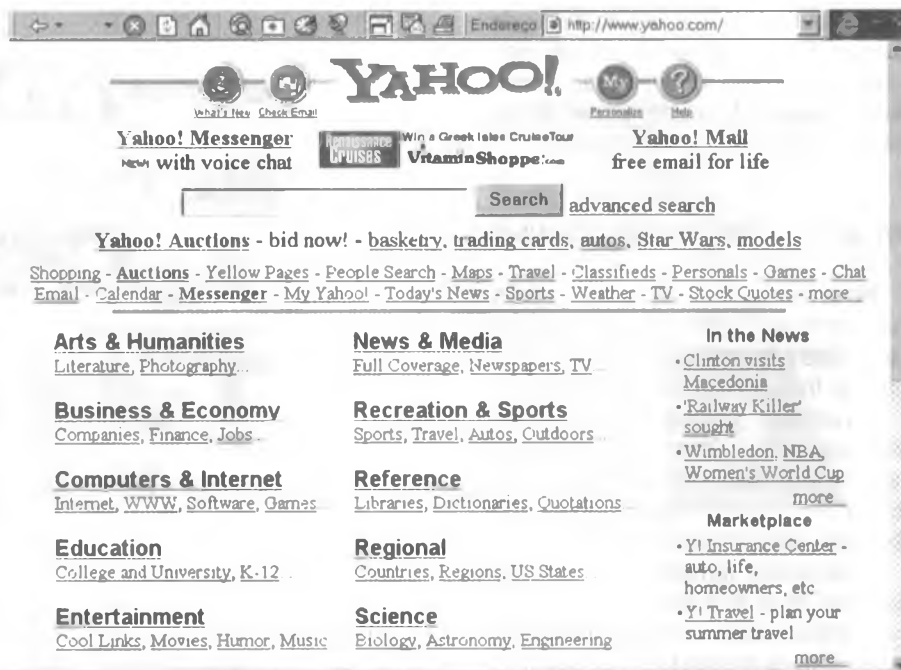 Endereço http://www.yahoo.com/
YAHOO!
What's New Check Email
My
?
Personalize Help
Yahoo! Messenger
New! with voice chat
Renaissance
Cruises
Win a Greek Isles Cruise Tour
VitaminShoppe.com
Yahoo! Mail
free email for life
Search advanced search
Yahoo! Auctions - bid now! - basketry, trading cards, autos, Star Wars, models
Shopping - Auctions - Yellow Pages - People Search - Maps - Travel - Classifieds - Personals - Games - Chat
Email - Calendar - Messenger - My Yahoo! - Today's News - Sports - Weather - TV - Stock Quotes - more...
Arts & Humanities
Literature, Photography...
Business & Economy
Companies, Finance, Jobs...
Computers & Internet
Internet, WWW, Software, Games...
Education
College and University, K-12...
Entertainment
Cool Links, Movies, Humor, Music
News & Media
Full Coverage, Newspapers, TV...
Recreation & Sports
Sports, Travel, Autos, Outdoors...
Reference
Libraries, Dictionaries, Quotations...
Regional
Countries, Regions, US States...
Science
Biology, Astronomy, Engineering
In the News
•Clinton visits
Macedonia
•'Railway Killer'
sought
•Wimbledon, NBA,
Women's World Cup
more...
Marketplace
•Y! Insurance Center -
auto, life,
homeowners, etc
•Y! Travel - plan your
summer travel
more...